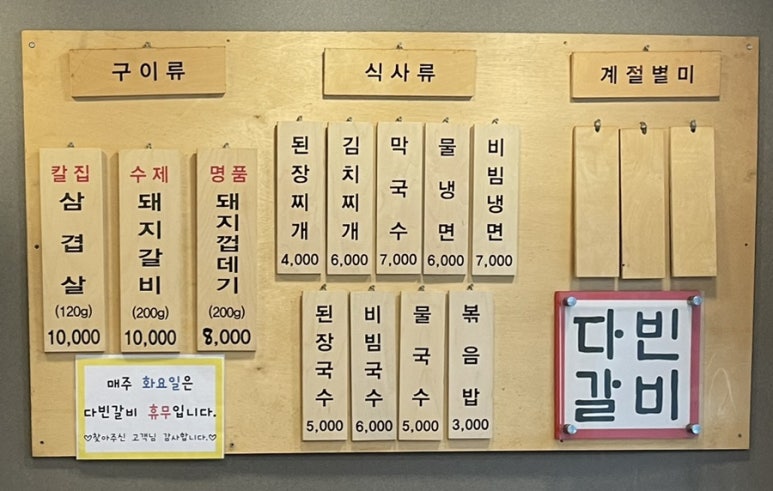 구이류
칼집
삼겹살
(120g)
10,000
수제
돼지갈비
(200g)
10,000
명품
돼지껍데기
(200g)
8,000
매주 화요일은
다빈갈비 휴무입니다.
♡찾아주신 고객님 감사합니다.♡
식사류
된장찌개
4,000
김치찌개
6,000
막국수
7,000
물냉면
6,000
비빔냉면
7,000
된장국수
5,000
비빔국수
6,000
물국수
5,000
볶음밥
3,000
계절별미
다빈
갈비